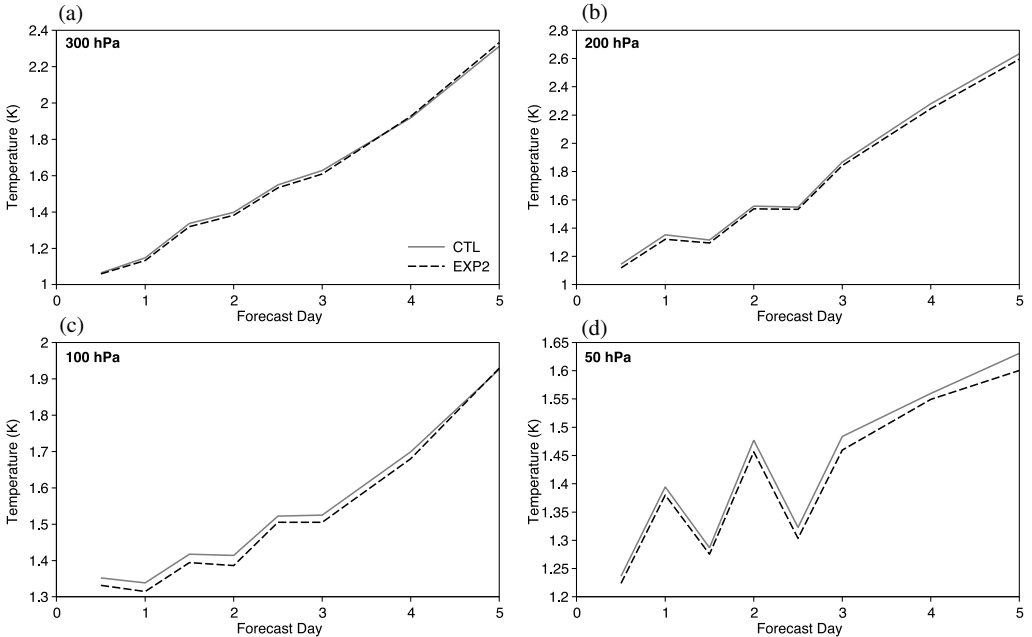 (a)
300 hPa
2.4
2.2
2
1.8
1.6
1.4
1.2
1
Temperature (K)
CTL
EXP2
0 1 2 3 4 5
Forecast Day
(b)
200 hPa
2.8
2.6
2.4
2.2
2
1.8
1.6
1.4
1.2
1
Temperature (K)
0 1 2 3 4 5
Forecast Day
(c)
100 hPa
2
1.9
1.8
1.7
1.6
1.5
1.4
1.3
Temperature (K)
0 1 2 3 4 5
Forecast Day
(d)
50 hPa
1.65
1.6
1.55
1.5
1.45
1.4
1.35
1.3
1.25
1.2
Temperature (K)
0 1 2 3 4 5
Forecast Day